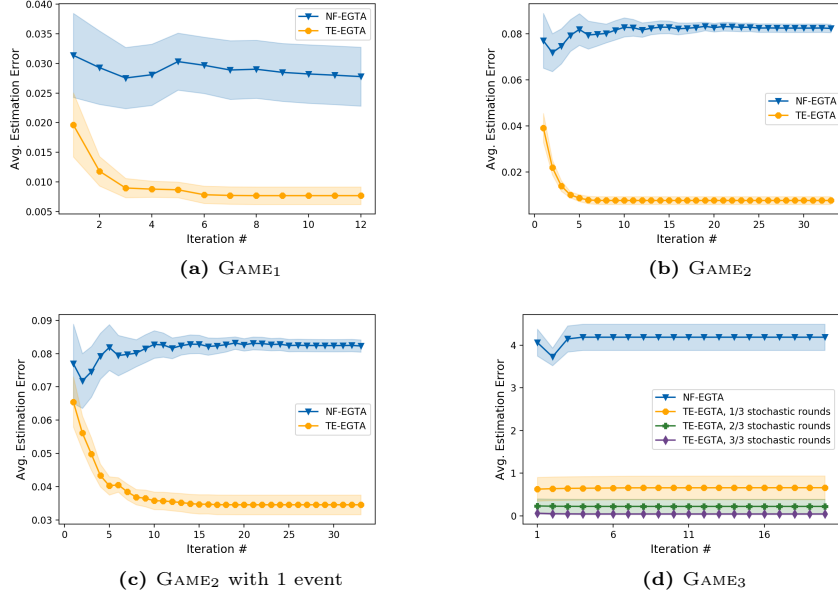 0.040
0.035
0.030
0.025
0.020
0.015
0.010
0.005
Avg. Estimation Error
NF-EGTA
TE-EGTA
2 4 6 8 10 12
Iteration #
(a) GAME1
0.08
0.06
0.04
0.02
Avg. Estimation Error
NF-EGTA
TE-EGTA
0 5 10 15 20 25 30
Iteration #
(b) GAME2
0.09
0.08
0.07
0.06
0.05
0.04
0.03
Avg. Estimation Error
NF-EGTA
TE-EGTA
0 5 10 15 20 25 30
Iteration #
(c) GAME2 with 1 event
4
2
1
0
Avg. Estimation Error
NF-EGTA
TE-EGTA, 1/3 stochastic rounds
TE-EGTA, 2/3 stochastic rounds
TE-EGTA, 3/3 stochastic rounds
1 6 11 16
Iteration #
(d) GAME3